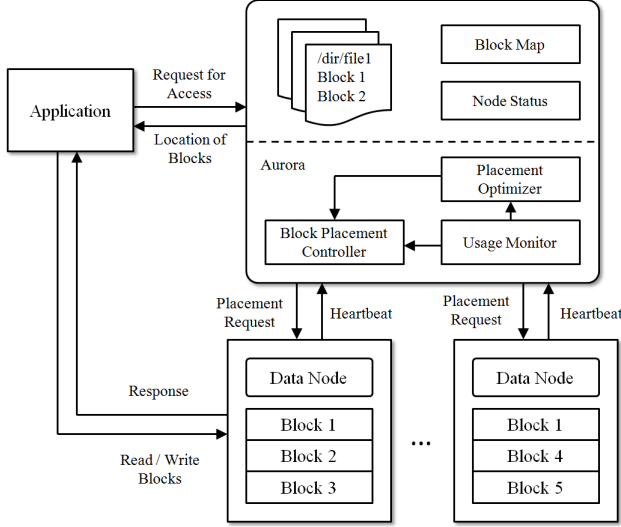 /dir/file1
Block 1
Block 2
Block Map
Node Status
Application
Request for
Access
Location of
Blocks
Aurora
Placement
Optimizer
Block Placement
Controller
Usage Monitor
Placement
Request
Heartbeat
Placement
Request
Heartbeat
Data Node
Block 1
Block 2
Block 3
...
Data Node
Block 1
Block 4
Block 5
Response
Read / Write
Blocks